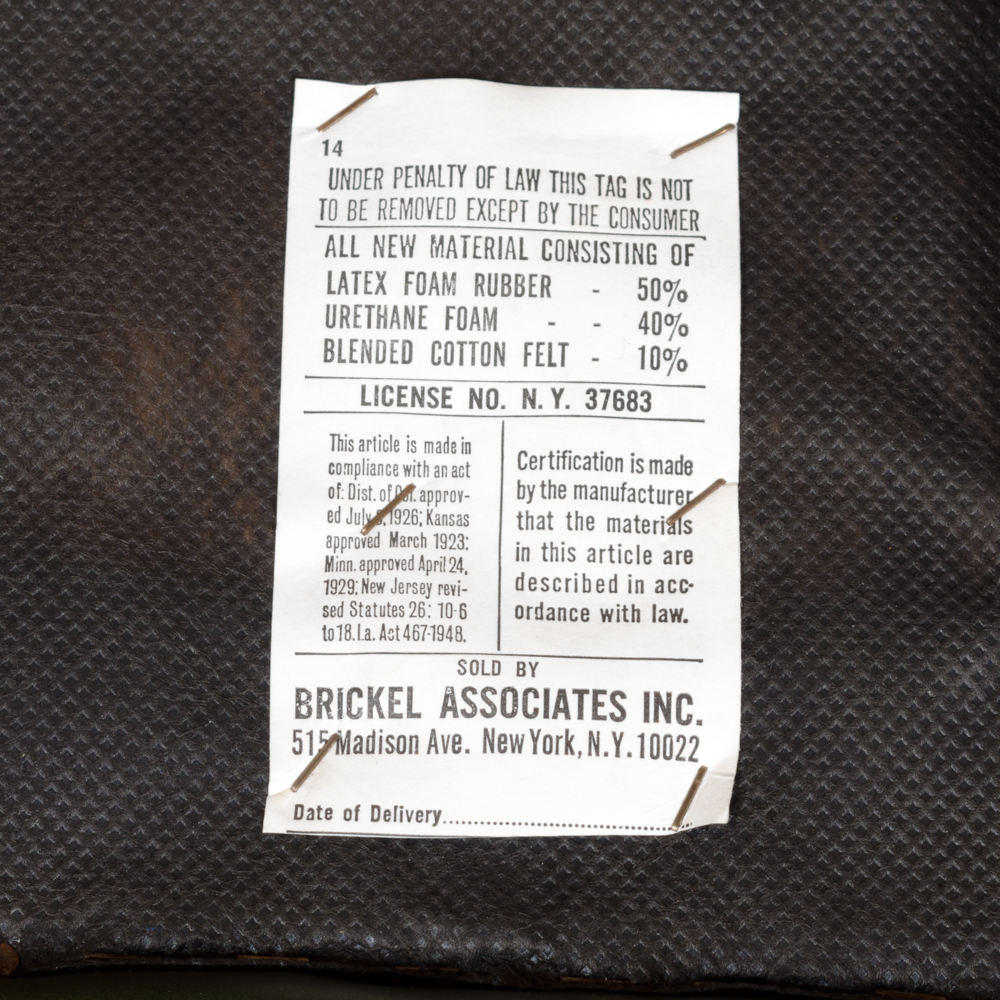 14
UNDER PENALTY OF LAW THIS TAG IS NOT
TO BE REMOVED EXCEPT BY THE CONSUMER
ALL NEW MATERIAL CONSISTING OF
LATEX FOAM RUBBER - 50%
URETHANE FOAM - - 40%
BLENDED COTTON FELT - 10%
LICENSE NO. N.Y. 37683
This article is made in
compliance with an act
of: Dist. of approv-
ed July 1926; Kansas
approved March 1923:
Minn. approved April 24,
1929; New Jersey revi-
sed Statutes 26: 10-6
to 18. La. Act 467-1948.
Certification is made
by the manufacturer
that the materials
in this article are
described in acc-
ordance with law.
SOLD BY
BRICKEL ASSOCIATES INC.
515 Madison Ave. New York, N.Y. 10022
Date of Delivery..............................